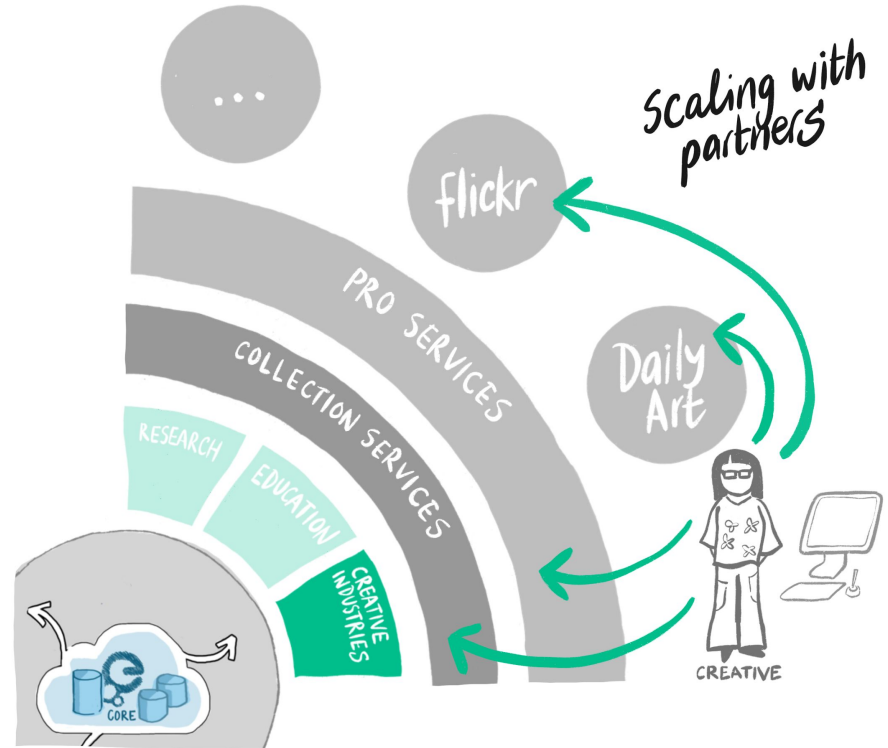 Scaling with
partners
...
flickr
Daily
Art
PRO SERVICES
COLLECTION SERVICES
RESEARCH
EDUCATION
CREATIVE
INDUSTRIES
CORE
CREATIVE